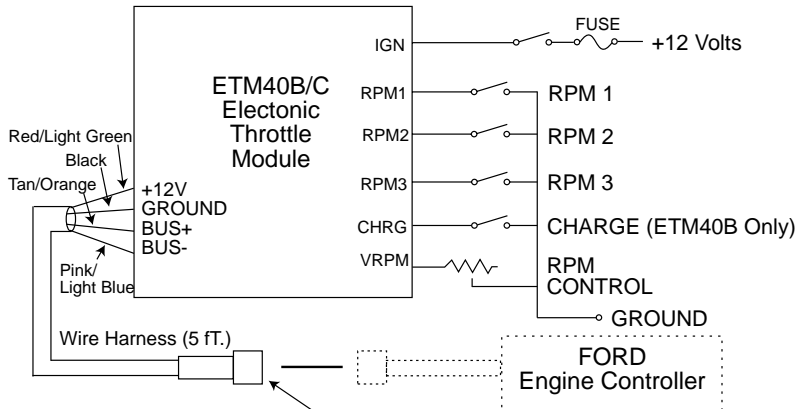 FUSE
IGN
+12 Volts
ETM40B/C
Electonic
Throttle
Module
RPM1
RPM 1
RPM2
RPM 2
RPM3
RPM 3
CHRG
CHARGE (ETM40B Only)
VRPM
RPM
CONTROL
GROUND
Red/Light Green
Black
Tan/Orange
+12V
GROUND
BUS+
BUS-
Pink/
Light Blue
Wire Harness (5 fT.)
FORD
Engine Controller